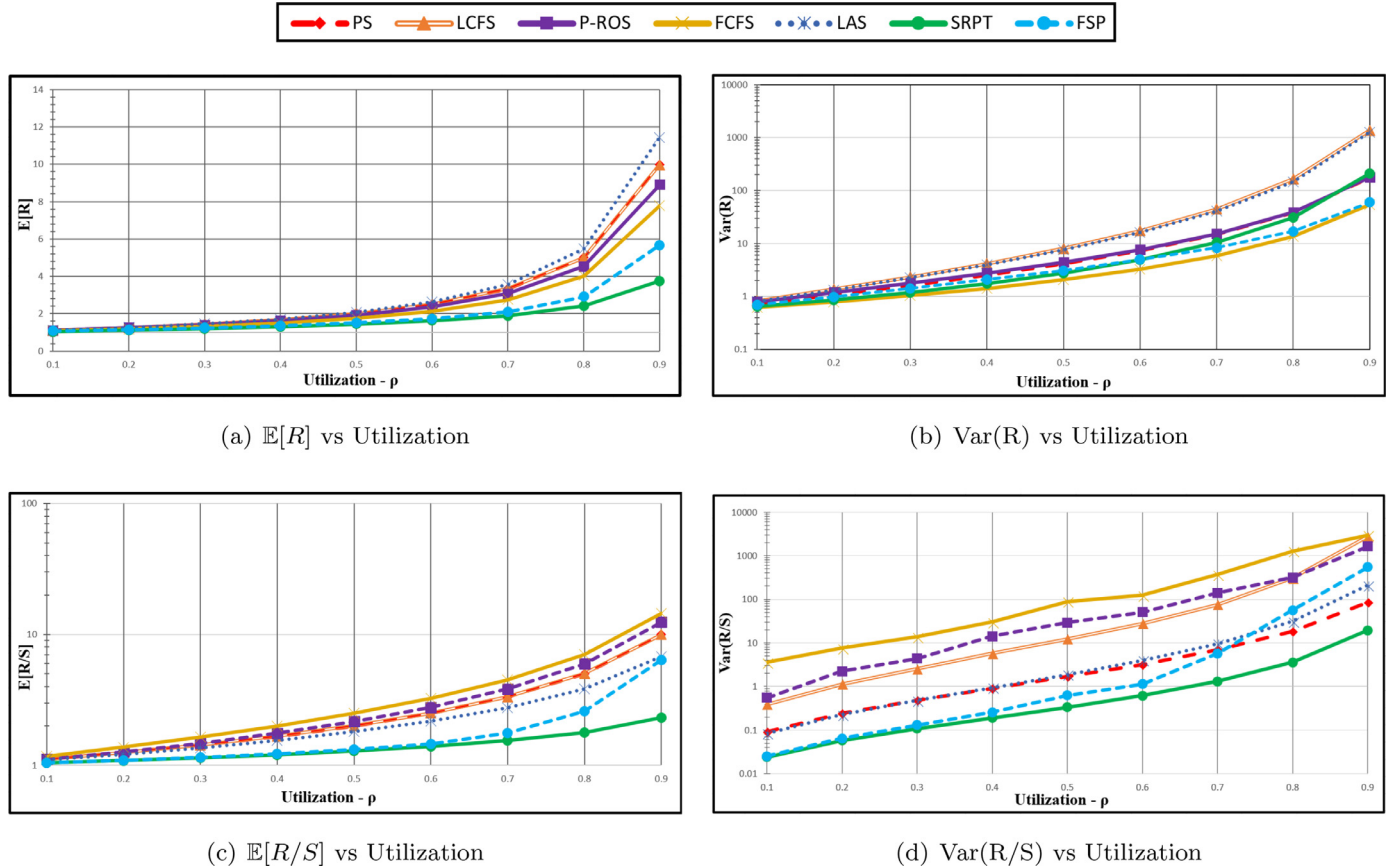 PS LCFS P-ROS FCFS LAS SRPT FSP
14
12
10
8
6
4
2
0
E[R]
0.1 0.2 0.3 0.4 0.5 0.6 0.7 0.8 0.9
Utilization - ρ
(a) 𝔼[R] vs Utilization
10000
1000
100
10
1
0.1
Var(R)
0.1 0.2 0.3 0.4 0.5 0.6 0.7 0.8 0.9
Utilization - ρ
(b) Var(R) vs Utilization
100
10
1
E[R/S]
0.1 0.2 0.3 0.4 0.5 0.6 0.7 0.8 0.9
Utilization - ρ
(c) 𝔼[R/S] vs Utilization
10000
1000
100
10
1
0.1
0.01
Var(R/S)
0.1 0.2 0.3 0.4 0.5 0.6 0.7 0.8 0.9
Utilization - ρ
(d) Var(R/S) vs Utilization